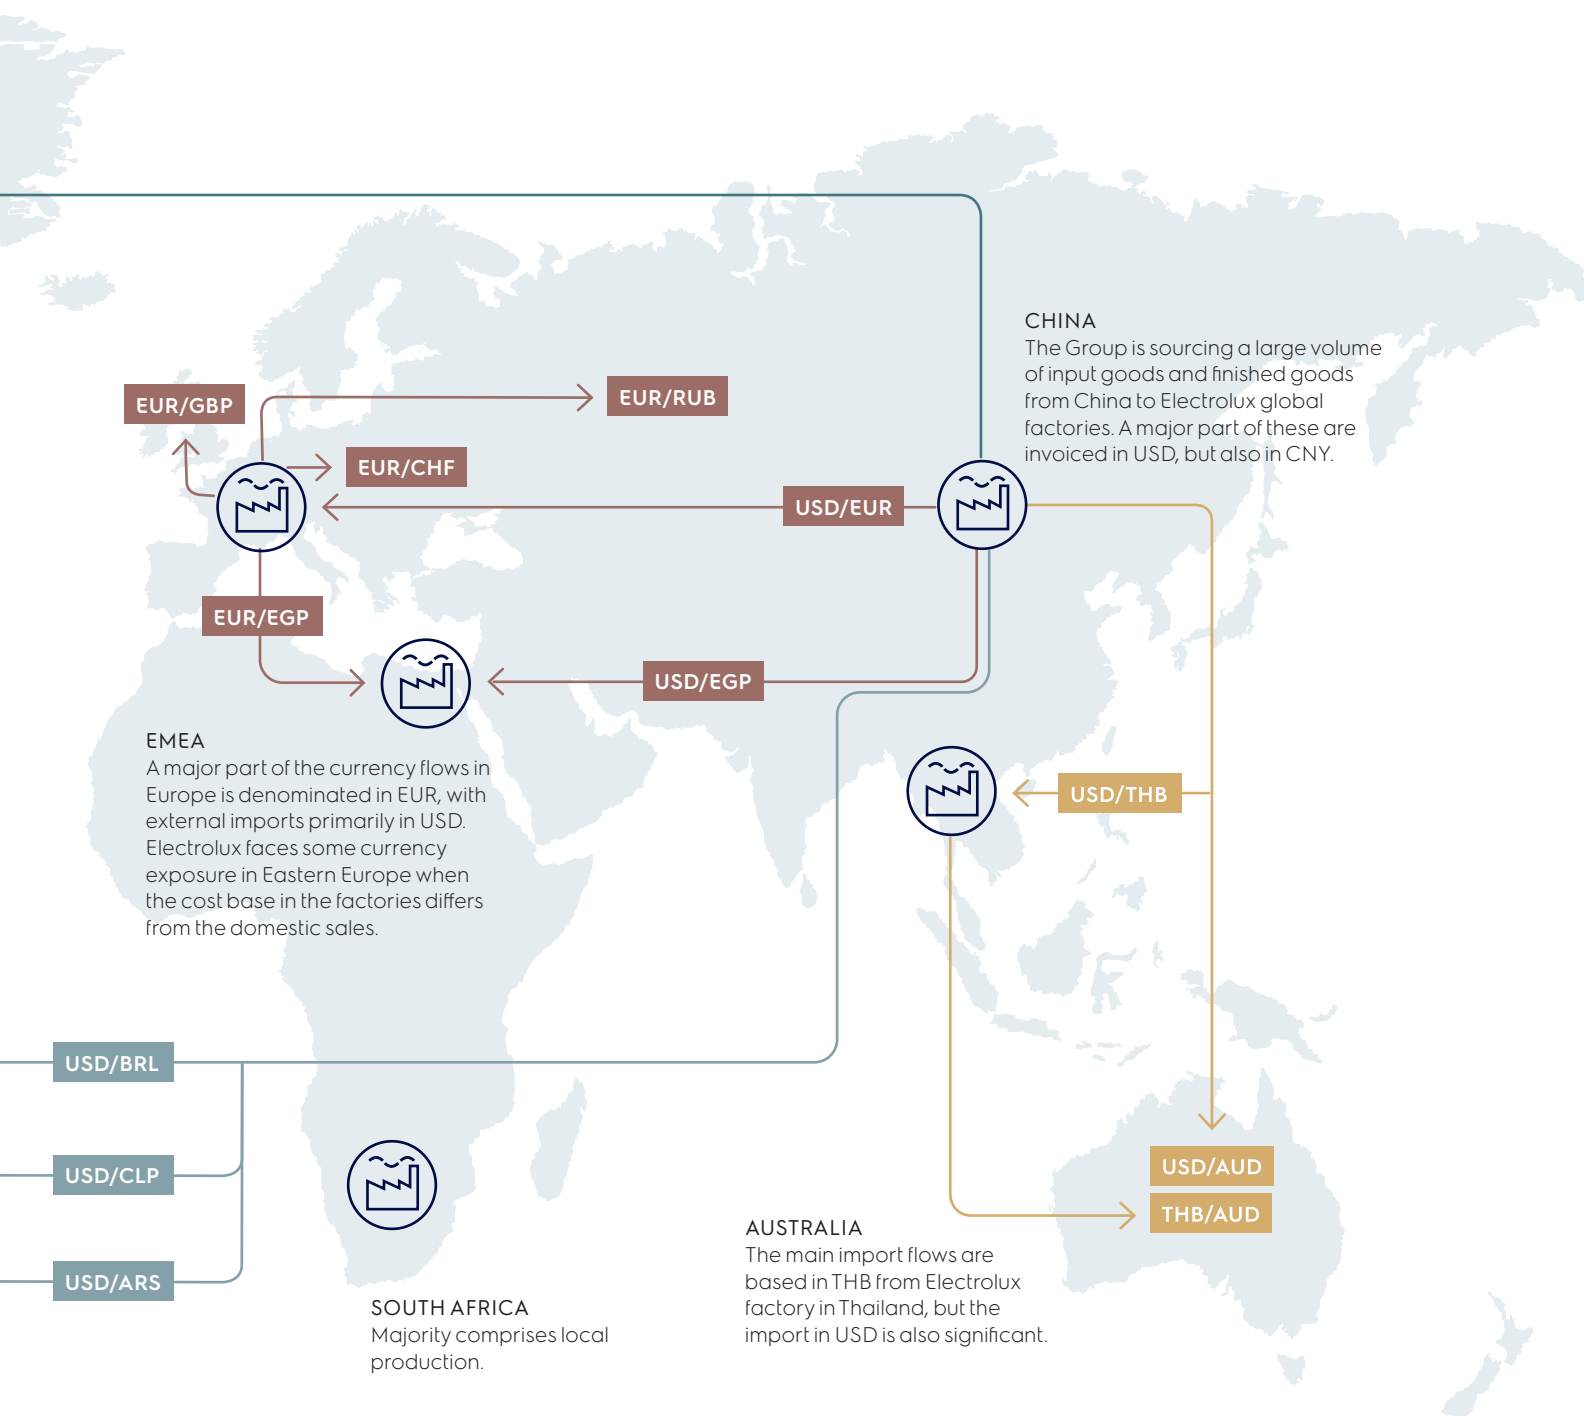 CHINA
The Group is sourcing a large volume
of input goods and finished goods
from China to Electrolux global
factories. A major part of these are
invoiced in USD, but also in CNY.
EUR/GBP
EUR/RUB
EUR/CHF
USD/EUR
EUR/EGP
USD/EGP
EMEA
A major part of the currency flows in
Europe is denominated in EUR, with
external imports primarily in USD.
Electrolux faces some currency
exposure in Eastern Europe when
the cost base in the factories differs
from the domestic sales.
USD/THB
USD/BRL
USD/CLP
USD/ARS
USD/AUD
THB/AUD
AUSTRALIA
The main import flows are
based in THB from Electrolux
factory in Thailand, but the
import in USD is also significant.
SOUTH AFRICA
Majority comprises local
production.